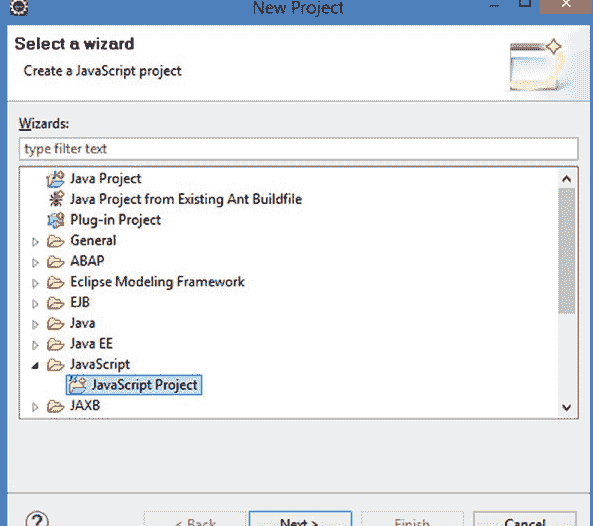 New Project
Select a wizard
Create a JavaScript project
Wizards:
type filter text
Java Project
Java Project from Existing Ant Buildfile
Plug-in Project
General
ABAP
Eclipse Modeling Framework
EJB
Java
Java EE
JavaScript
JavaScript Project
JAXB
? < Back Next > Finish Cancel